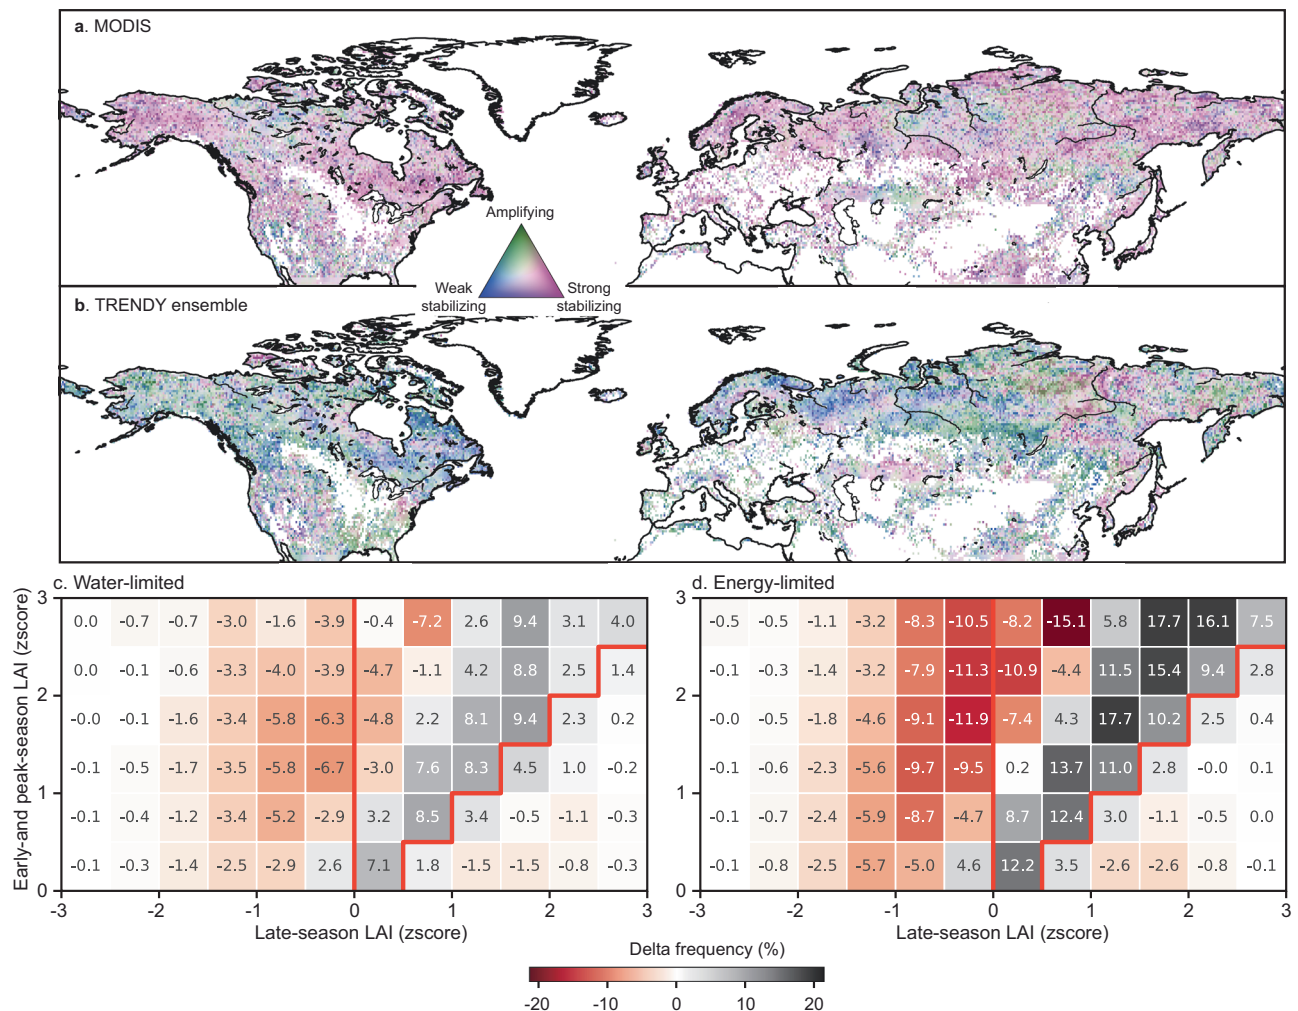 a. MODIS
Amplifying
Weak stabilizing
Strong stabilizing
b. TRENDY ensemble
c. Water-limited
d. Energy-limited
Early-and peak-season LAI (zscore)
3
0.0 -0.7 -0.7 -3.0 -1.6 -3.9 -0.4 -7.2 2.6 9.4 3.1 4.0
0.0 -0.1 -0.6 -3.3 -4.0 -3.9 -4.7 -1.1 4.2 8.8 2.5 1.4
2
-0.0 -0.1 -1.6 -3.4 -5.8 -6.3 -4.8 2.2 8.1 9.4 2.3 0.2
-0.1 -0.5 -1.7 -3.5 -5.8 -6.7 -3.0 7.6 8.3 4.5 1.0 -0.2
1
-0.1 -0.4 -1.2 -3.4 -5.2 -2.9 3.2 8.5 3.4 -0.5 -1.1 -0.3
-0.1 -0.3 -1.4 -2.5 -2.9 2.6 7.1 1.8 -1.5 -1.5 -0.8 -0.3
0
-3 -2 -1 0 1 2 3
Late-season LAI (zscore)
3
-0.5 -0.5 -1.1 -3.2 -8.3 -10.5 -8.2 -15.1 5.8 17.7 16.1 7.5
-0.1 -0.3 -1.4 -3.2 -7.9 -11.3 -10.9 -4.4 11.5 15.4 9.4 2.8
2
-0.0 -0.5 -1.8 -4.6 -9.1 -11.9 -7.4 4.3 17.7 10.2 2.5 0.4
-0.1 -0.6 -2.3 -5.6 -9.7 -9.5 0.2 13.7 11.0 2.8 -0.0 0.1
1
-0.1 -0.7 -2.4 -5.9 -8.7 -4.7 8.7 12.4 3.0 -1.1 -0.5 0.0
-0.1 -0.8 -2.5 -5.7 -5.0 4.6 12.2 3.5 -2.6 -2.6 -0.8 -0.1
0
-3 -2 -1 0 1 2 3
Late-season LAI (zscore)
Delta frequency (%)
-20 -10 0 10 20